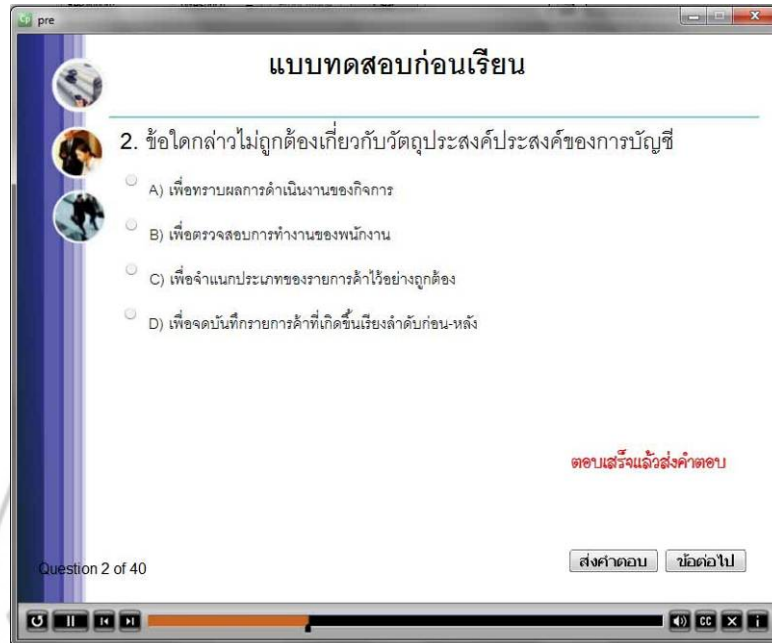 pre
แบบทดสอบก่อนเรียน
2. ข้อใดกล่าวไม่ถูกต้องเกี่ยวกับวัตถุประสงค์ประสงค์ของการบัญชี
A) เพื่อทราบผลการดำเนินงานของกิจการ
B) เพื่อตรวจสอบการทำงานของพนักงาน
C) เพื่อจำแนกประเภทของรายการค้าไว้อย่างถูกต้อง
D) เพื่อจดบันทึกรายการค้าที่เกิดขึ้นเรียงลำดับก่อน-หลัง
ตอบเสร็จแล้วส่งคำตอบ
Question 2 of 40
ส่งคำตอบ ข้อต่อไป
CC